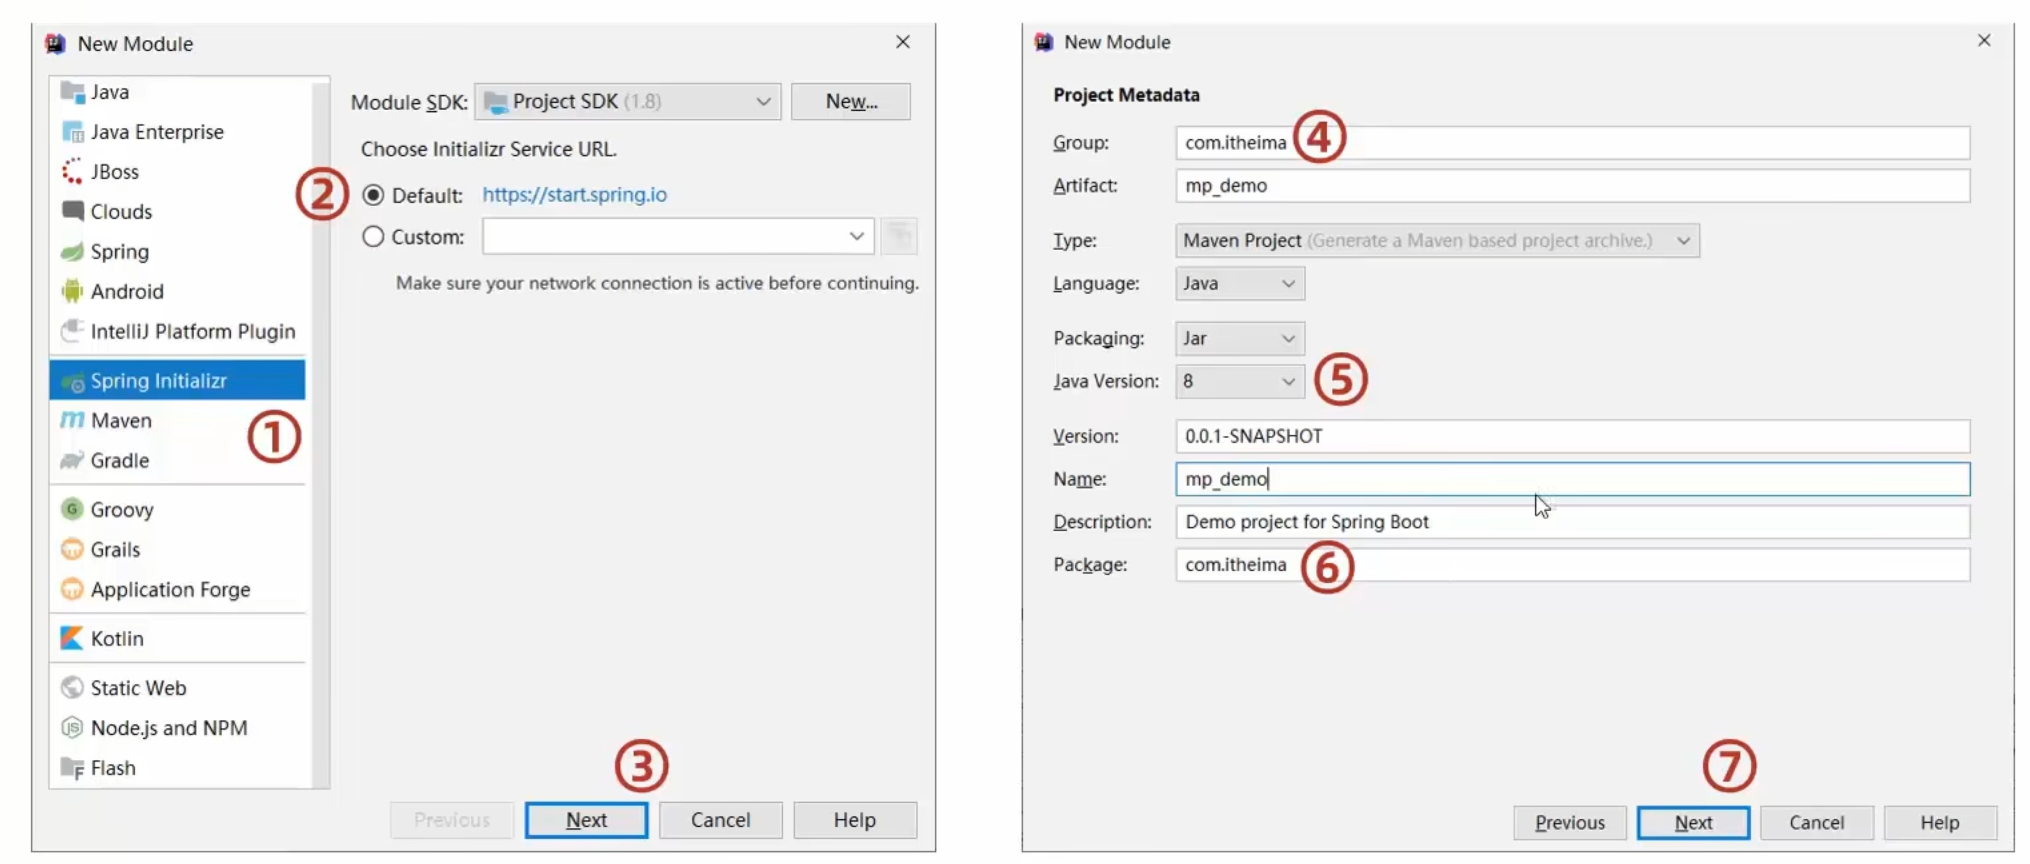 New Module
Java
Java Enterprise
JBoss
Clouds
Spring
Android
IntelliJ Platform Plugin
Spring Initializr
Maven
①
Gradle
Groovy
Grails
Application Forge
Kotlin
Static Web
Node.js and NPM
Flash
Module SDK: Project SDK (1.8) New...
Choose Initializr Service URL.
② Default: https://start.spring.io
Custom:
Make sure your network connection is active before continuing.
③
Previous Next Cancel Help
New Module
Project Metadata
Group: com.itheima ④
Artifact: mp_demo
Type: Maven Project (Generate a Maven based project archive.)
Language: Java
Packaging: Jar
Java Version: 8 ⑤
Version: 0.0.1-SNAPSHOT
Name: mp_demo
Description: Demo project for Spring Boot
Package: com.itheima ⑥
⑦
Previous Next Cancel Help